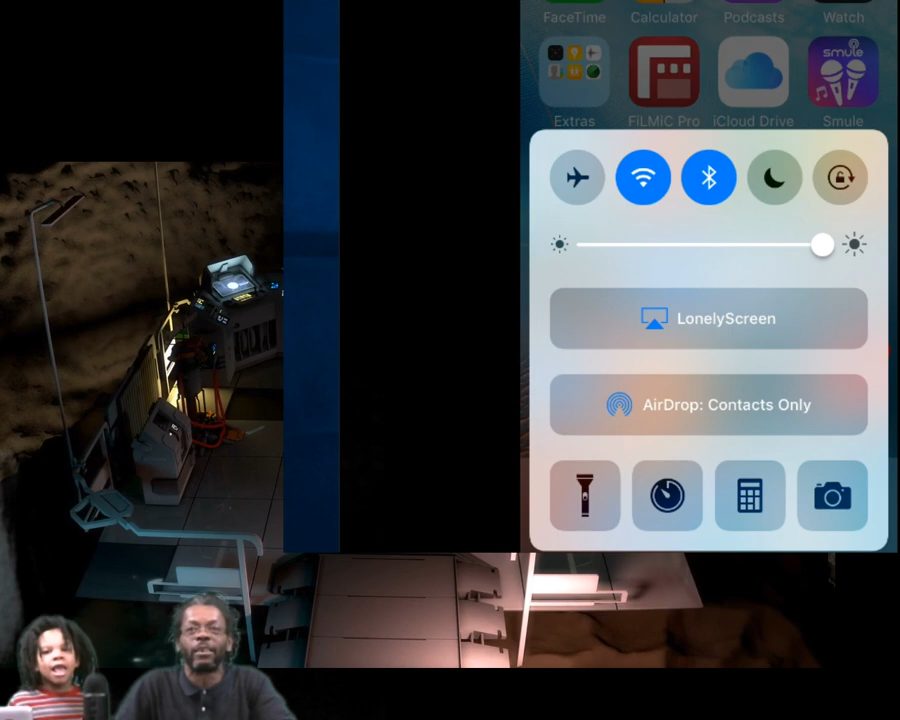 FaceTime Calculator Podcasts Watch
smule
Extras FiLMiC Pro iCloud Drive Smule
LonelyScreen
AirDrop: Contacts Only